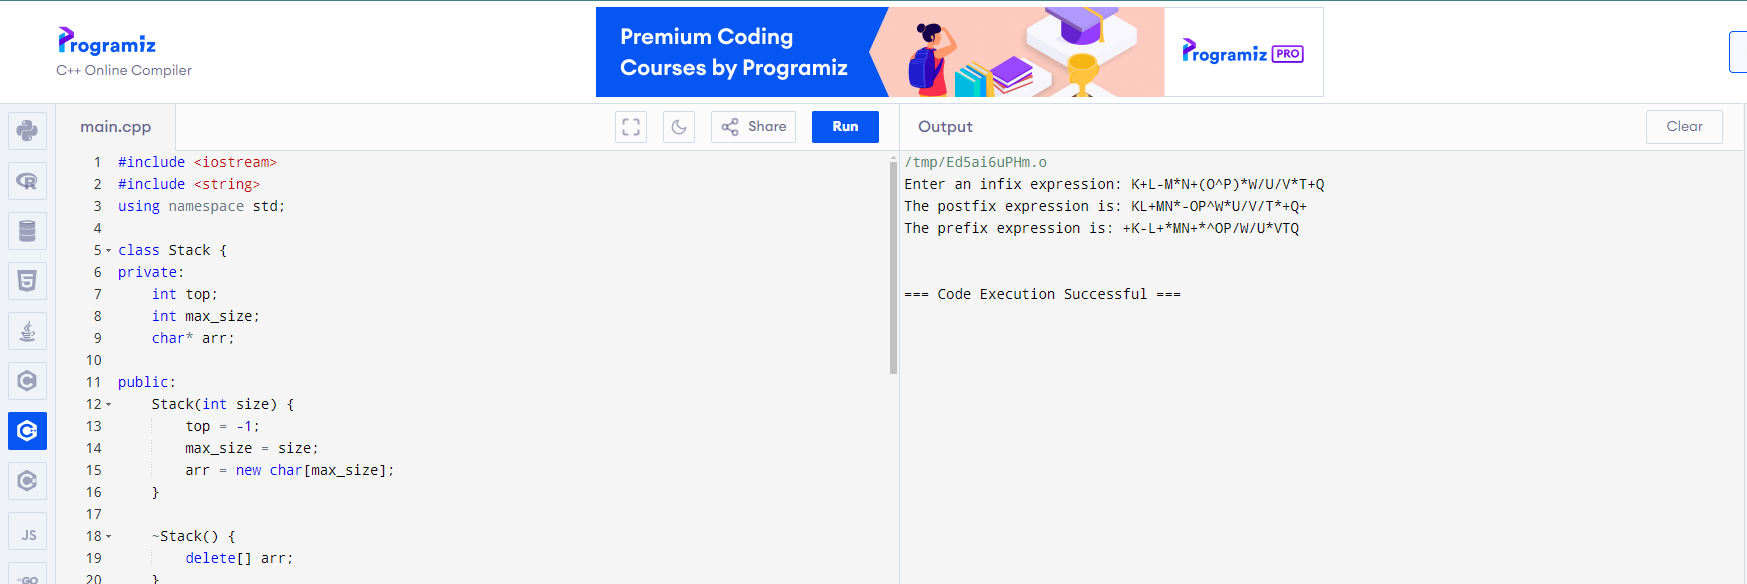 Programiz
C++ Online Compiler
Premium Coding
Courses by Programiz
Programiz PRO
main.cpp
Share
Run
Output
Clear
1 #include <iostream>
2 #include <string>
3 using namespace std;
4
5 class Stack {
6 private:
7 int top;
8 int max_size;
9 char* arr;
10
11 public:
12 Stack(int size) {
13 top = -1;
14 max_size = size;
15 arr = new char[max_size];
16 }
17
18 ~Stack() {
19 delete[] arr;
20 }
/tmp/Ed5ai6uPHm.o
Enter an infix expression: K+L-M*N+(O^P)*W/U/V*T+Q
The postfix expression is: KL+MN*-OP^W*U/V/T*+Q+
The prefix expression is: +K-L+*MN+*^OP/W/U*VTQ
=== Code Execution Successful ===
R
5
C
C
C
JS
GO